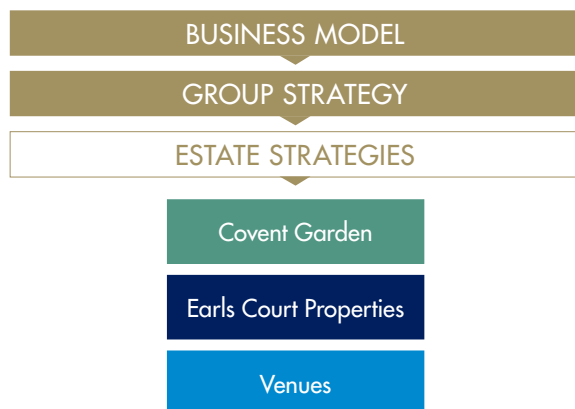 BUSINESS MODEL
GROUP STRATEGY
ESTATE STRATEGIES
Covent Garden
Earls Court Properties
Venues